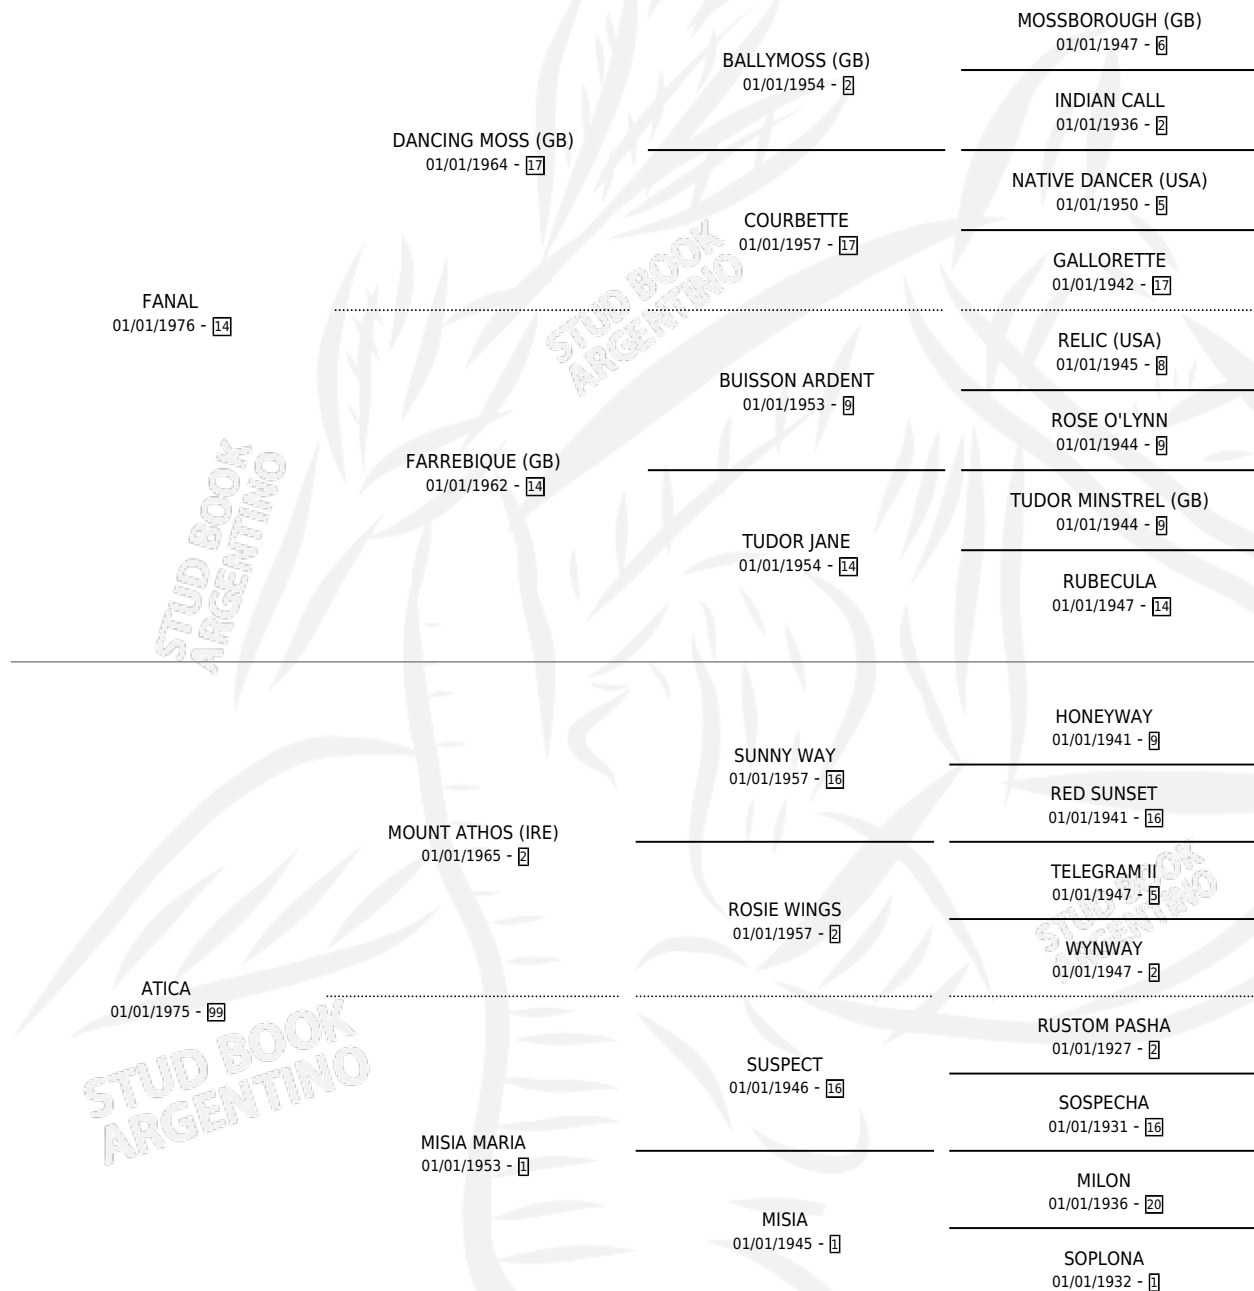 MOSSBOROUGH (GB)
01/01/1947 - 6
BALLYMOSS (GB)
01/01/1954 - 2
INDIAN CALL
01/01/1936 - 2
DANCING MOSS (GB)
01/01/1964 - 17
NATIVE DANCER (USA)
01/01/1950 - 5
COURBETTE
01/01/1957 - 17
GALLORETTE
01/01/1942 - 17
FANAL
01/01/1976 - 14
STUD BOOK
ARGENTINO
RELIC (USA)
01/01/1945 - 8
BUISSON ARDENT
01/01/1953 - 9
ROSE O'LYNN
01/01/1944 - 9
FARREBIQUE (GB)
01/01/1962 - 14
TUDOR MINSTREL (GB)
01/01/1944 - 9
TUDOR JANE
01/01/1954 - 14
RUBECULA
01/01/1947 - 14
STUD BOOK
ARGENTINO
HONEYWAY
01/01/1941 - 9
SUNNY WAY
01/01/1957 - 16
RED SUNSET
01/01/1941 - 16
MOUNT ATHOS (IRE)
01/01/1965 - 2
TELEGRAM II
01/01/1947 - 5
ROSIE WINGS
01/01/1957 - 2
WYNWAY
01/01/1947 - 2
STUD BOOK
ARGENTINO
ATICA
01/01/1975 - 99
RUSTOM PASHA
01/01/1927 - 2
SUSPECT
01/01/1946 - 16
SOSPECHA
01/01/1931 - 16
STUD BOOK
ARGENTINO
MISIA MARIA
01/01/1953 - 1
MILON
01/01/1936 - 20
MISIA
01/01/1945 - 1
SOPLONA
01/01/1932 - 1